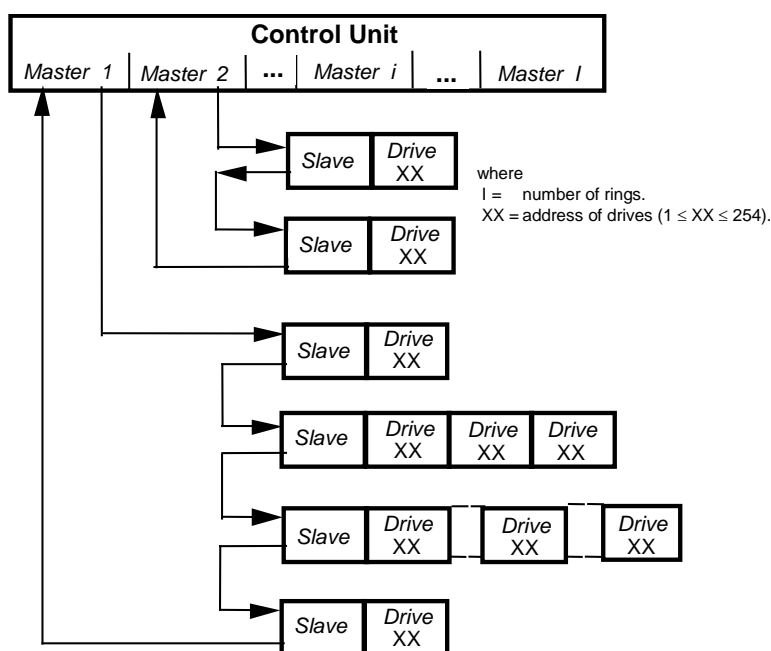 Control Unit
Master 1 Master 2 ... Master i ... Master I
Slave Drive XX
where
I = number of rings.
XX = address of drives (1 ≤ XX ≤ 254).
Slave Drive XX
Slave Drive XX
Slave Drive XX Drive XX Drive XX
Slave Drive XX Drive XX Drive XX
Slave Drive XX